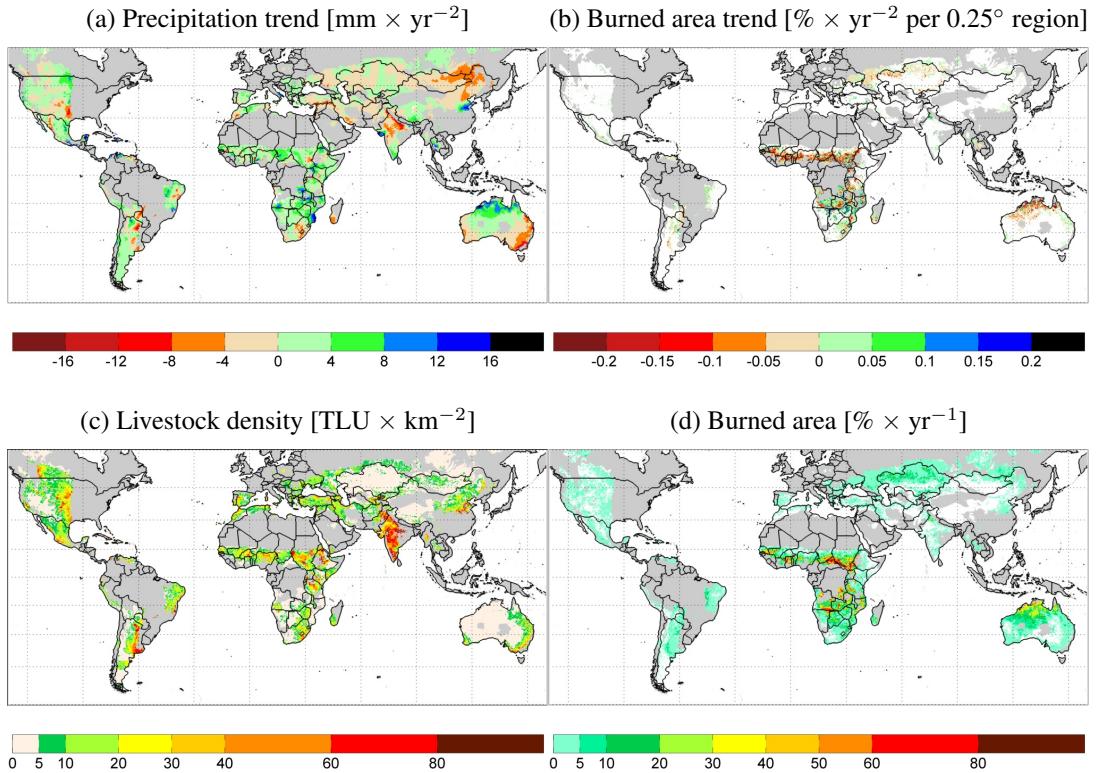 (a) Precipitation trend [mm × yr⁻²]
(b) Burned area trend [% × yr⁻² per 0.25° region]
-16 -12 -8 -4 0 4 8 12 16
-0.2 -0.15 -0.1 -0.05 0 0.05 0.1 0.15 0.2
(c) Livestock density [TLU × km⁻²]
(d) Burned area [% × yr⁻¹]
0 5 10 20 30 40 60 80
0 5 10 20 30 40 50 60 80